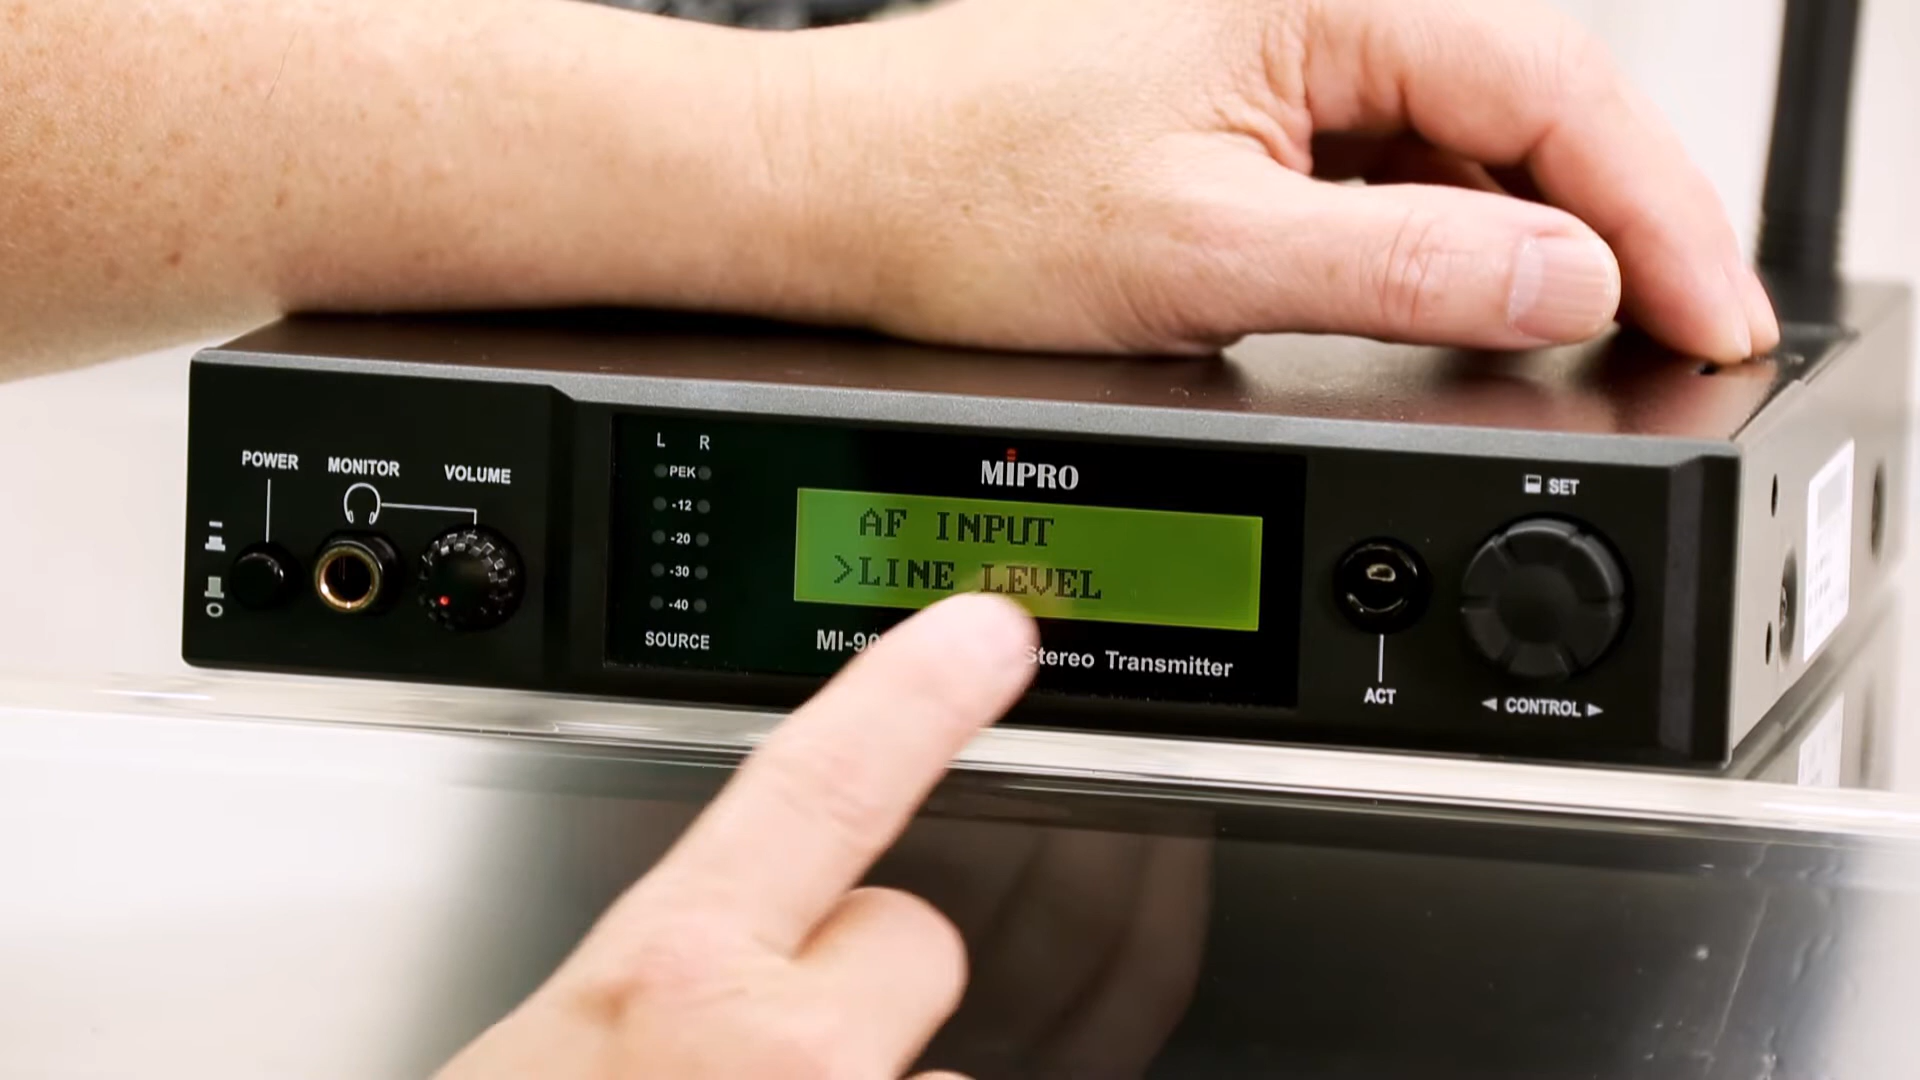 POWER
MONITOR
VOLUME
L R
PEK
-12
-20
-30
-40
SOURCE
MIPRO
AF INPUT
>LINE LEVEL
Stereo Transmitter
ACT
SET
◄ CONTROL ►